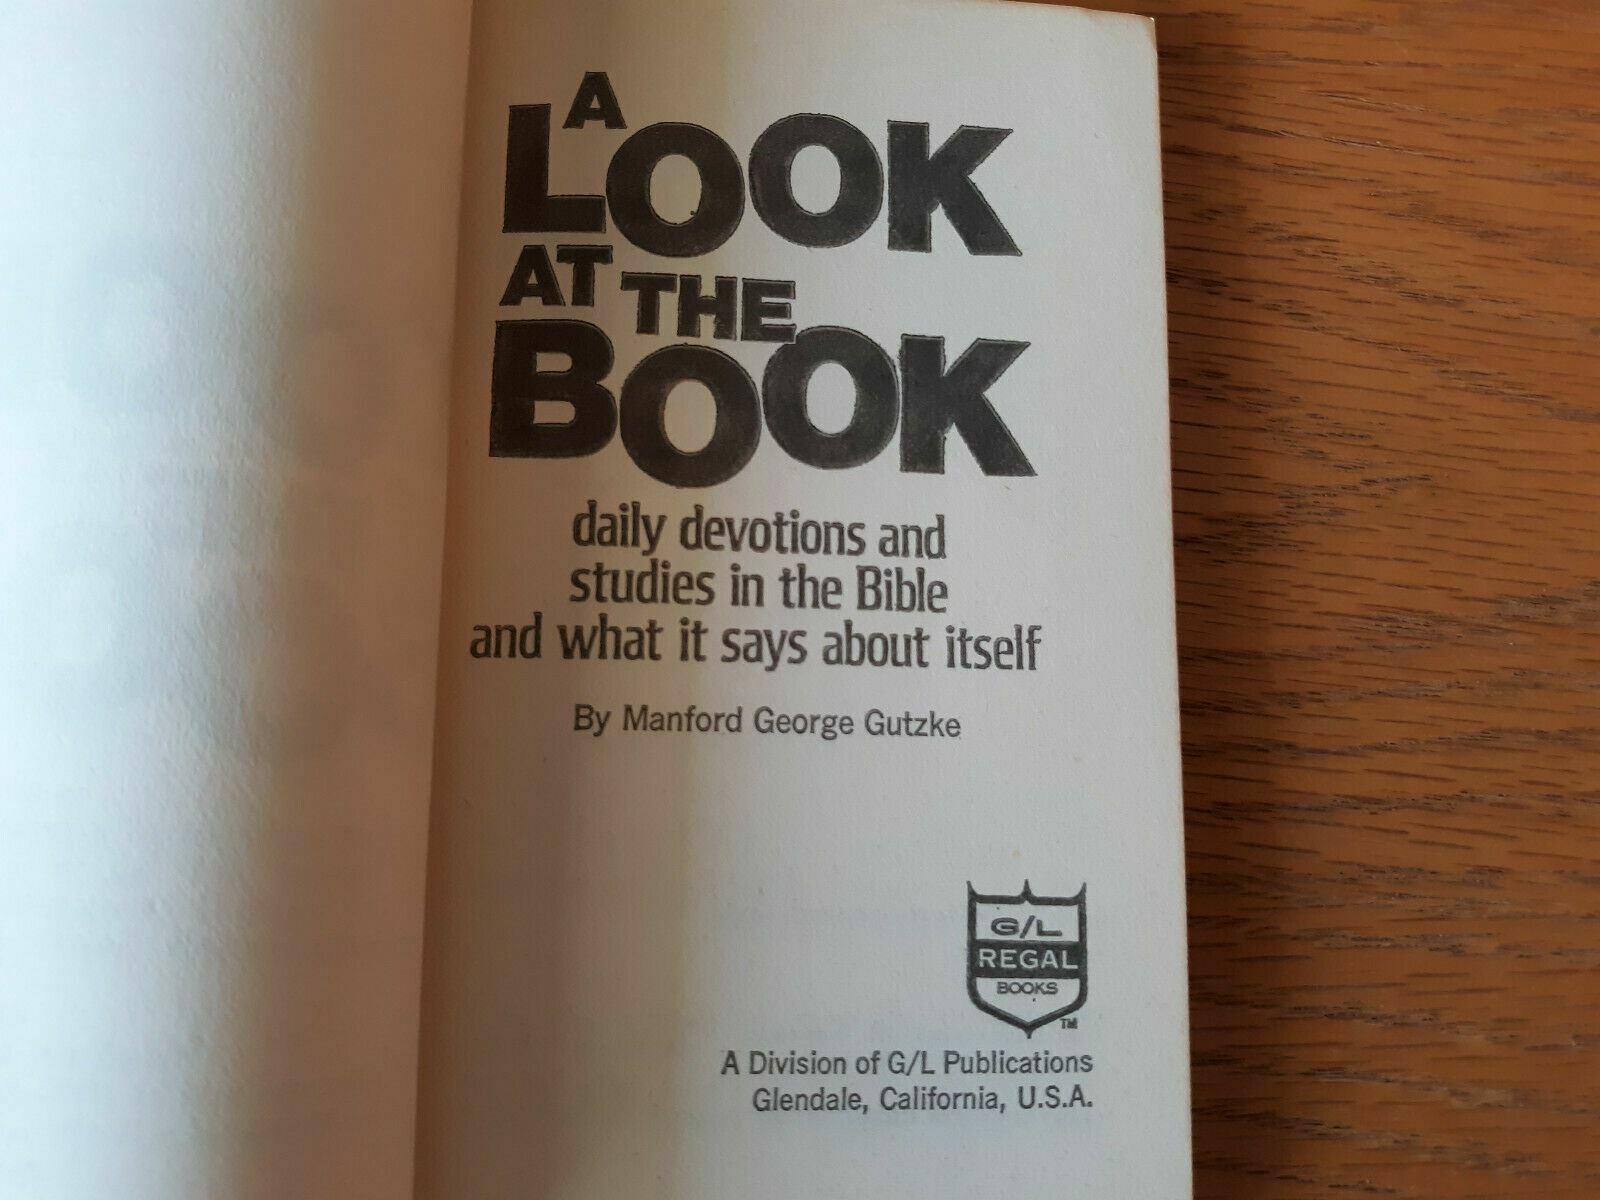 A
LOOK
AT THE
BOOK
daily devotions and
studies in the Bible
and what it says about itself
By Manford George Gutzke
G/L
REGAL
BOOKS
TM
A Division of G/L Publications
Glendale, California, U.S.A.